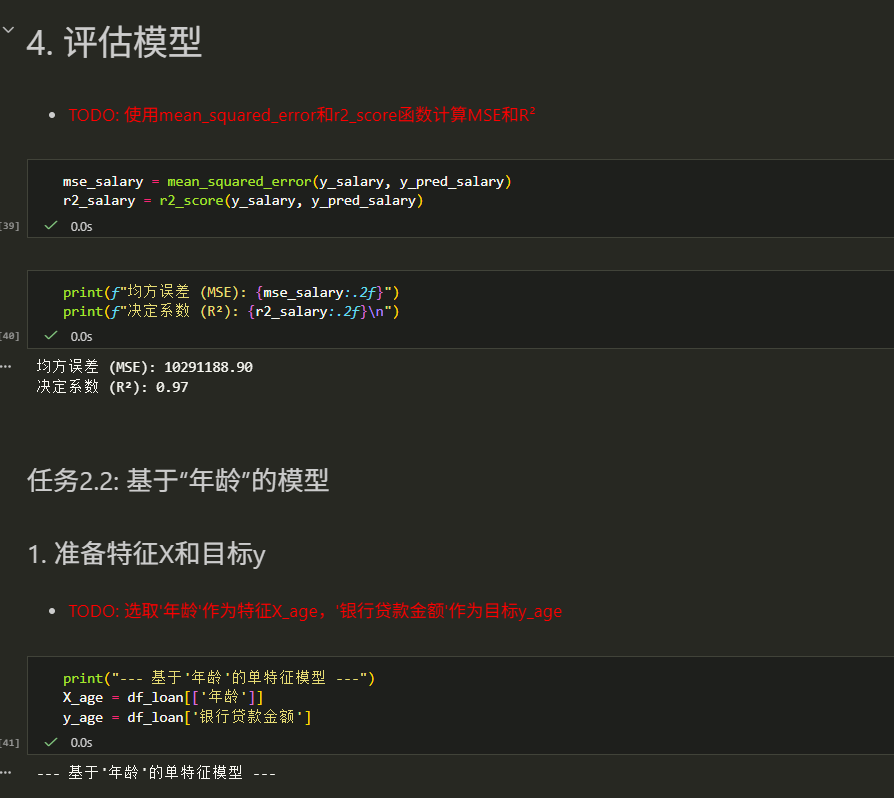 4. 评估模型
TODO: 使用mean_squared_error和r2_score函数计算MSE和R²
mse_salary = mean_squared_error(y_salary, y_pred_salary)
r2_salary = r2_score(y_salary, y_pred_salary)
[39]
0.0s
print(f"均方误差 (MSE): {mse_salary:.2f}")
print(f"决定系数 (R²): {r2_salary:.2f}\n")
[40]
0.0s
均方误差 (MSE): 10291188.90
决定系数 (R²): 0.97
任务2.2: 基于“年龄”的模型
1. 准备特征X和目标y
TODO: 选取'年龄'作为特征X_age，'银行贷款金额'作为目标y_age
print("--- 基于'年龄'的单特征模型 ---")
X_age = df_loan[['年龄']]
y_age = df_loan['银行贷款金额']
[41]
0.0s
--- 基于'年龄'的单特征模型 ---